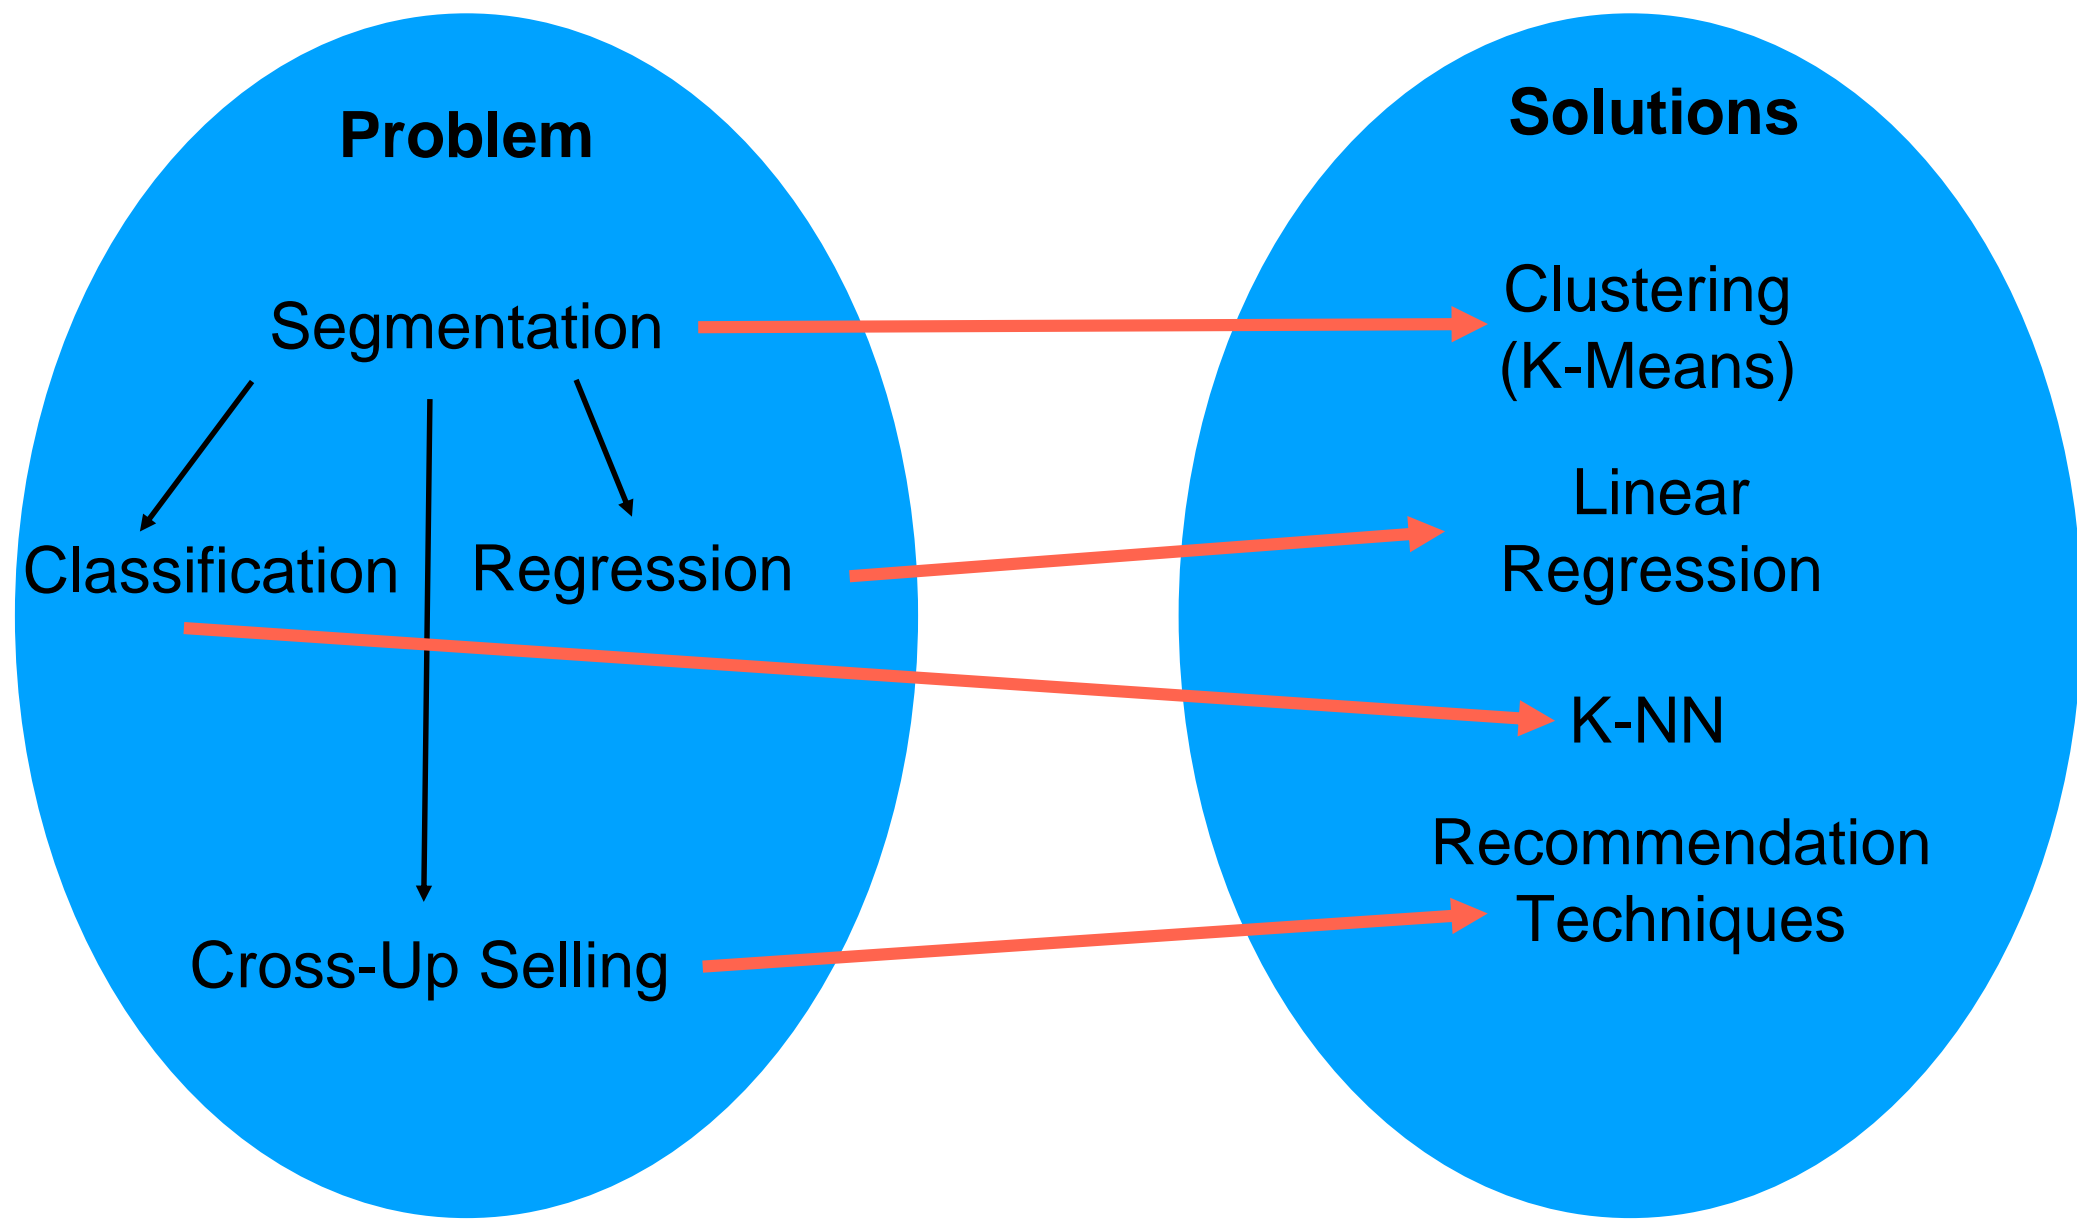 Problem
Segmentation
Classification
Regression
Cross-Up Selling
Solutions
Clustering
(K-Means)
Linear
Regression
K-NN
Recommendation
Techniques